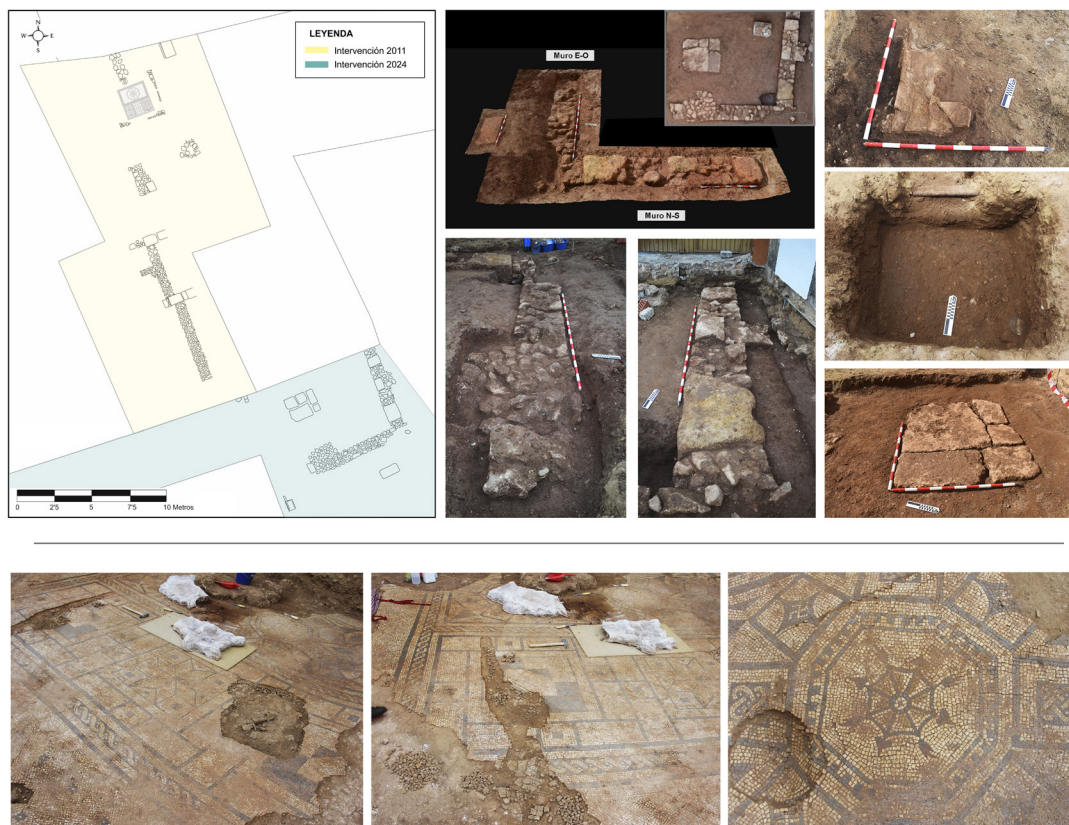 N
W
E
S
LEYENDA
Intervención 2011
Intervención 2024
0
2'5
5
7'5
10 Metros
Muro E-O
Muro N-S